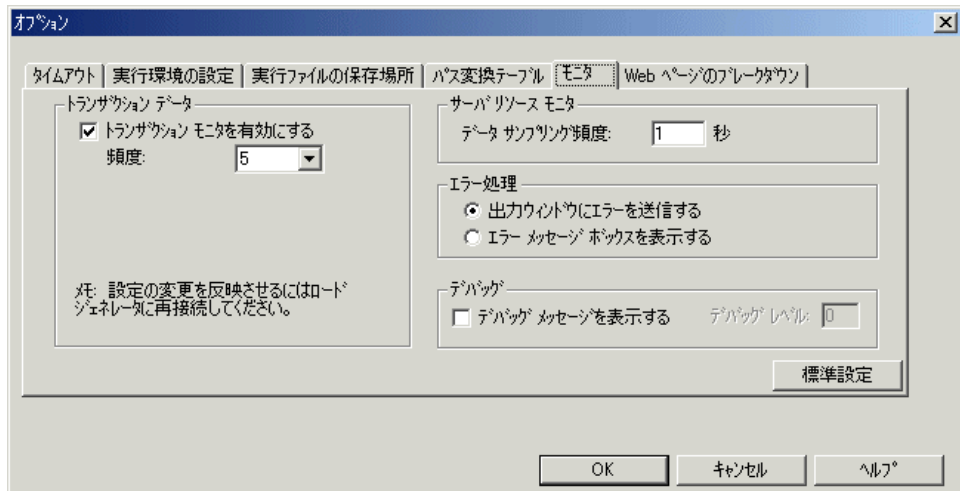 オプション
タイムアウト 実行環境の設定 実行ファイルの保存場所 パス変換テーブル モニタ Web ページのブレークダウン
トランザクション データ
トランザクション モニタを有効にする
頻度: 5
メモ: 設定の変更を反映させるにはロード
ジェネレータに再接続してください。
サーバ リソース モニタ
データ サンプリング頻度: 1 秒
エラー処理
出力ウィンドウにエラーを送信する
エラー メッセージ ボックスを表示する
デバッグ
デバッグ メッセージを表示する デバッグ レベル: 0
標準設定
OK キャンセル ヘルプ